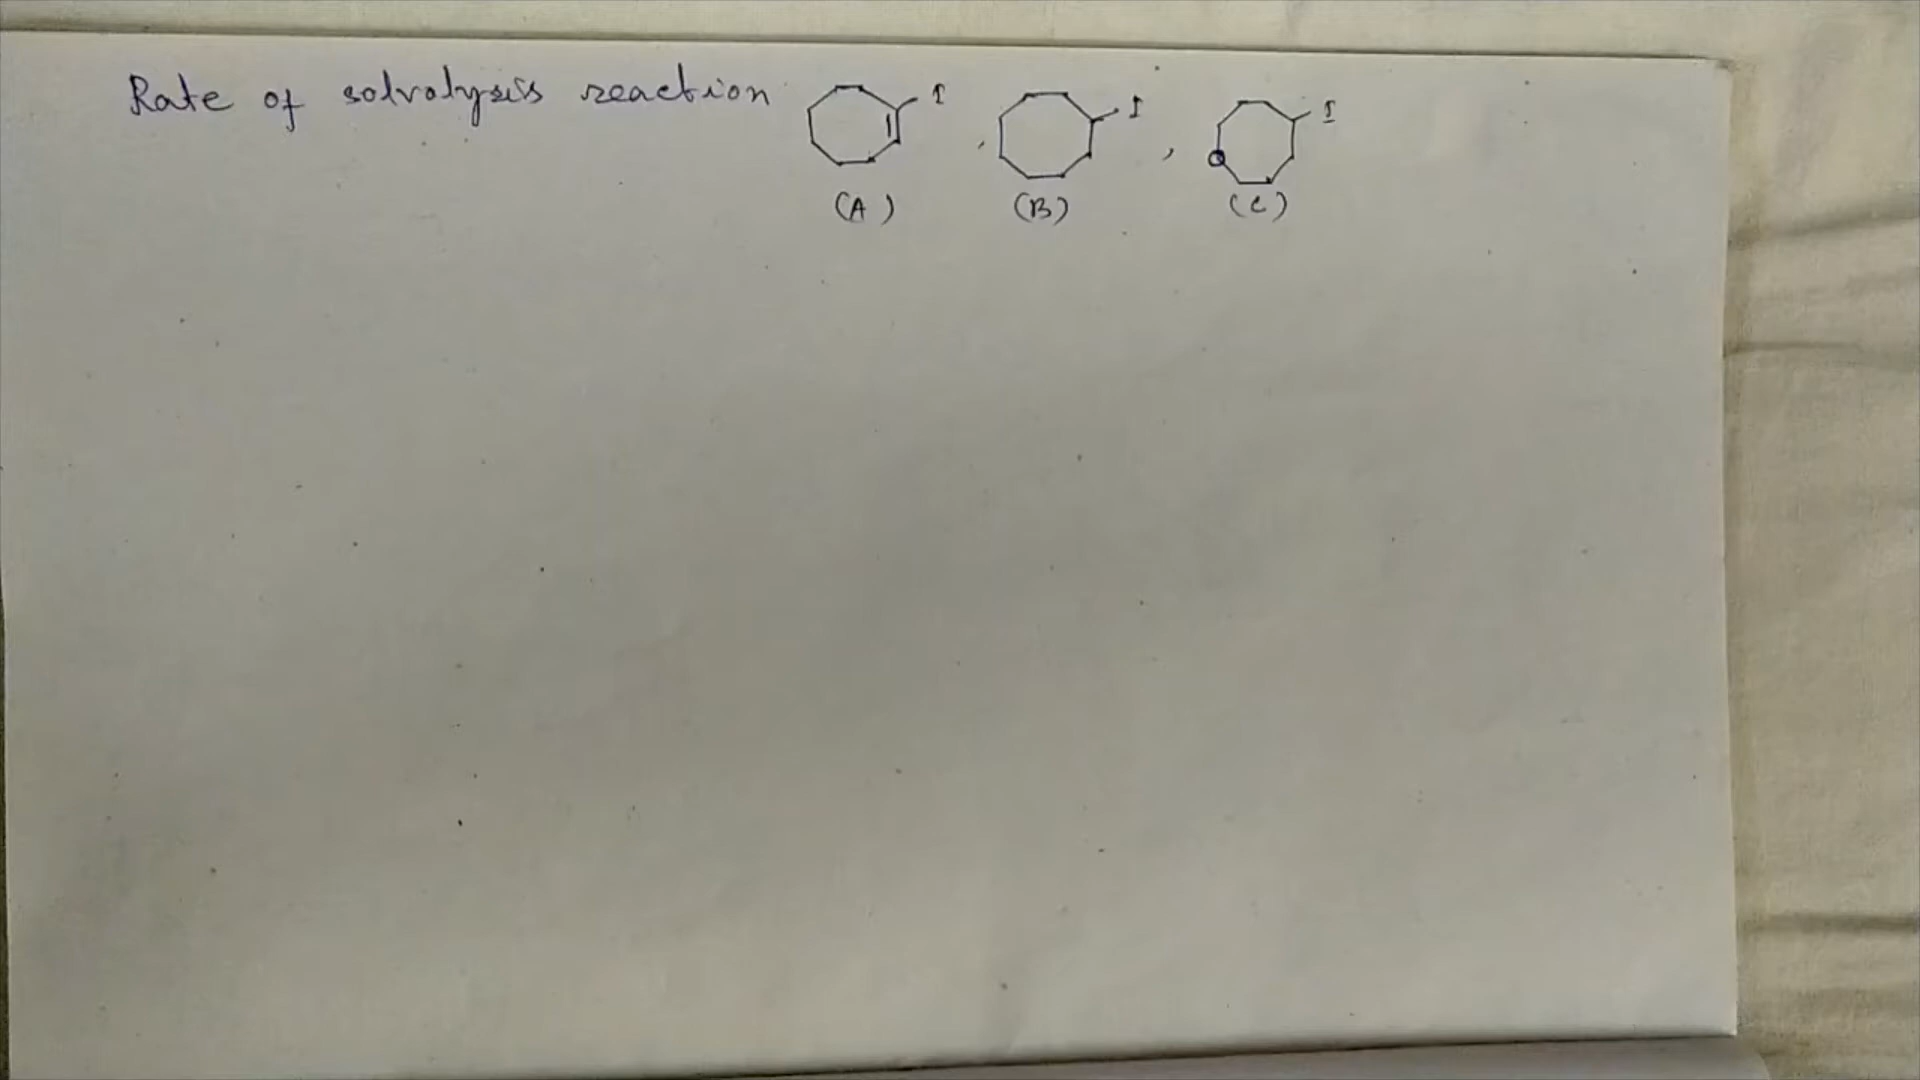 Rate of solvolysis reaction I , I , I
(A) (B) (C)